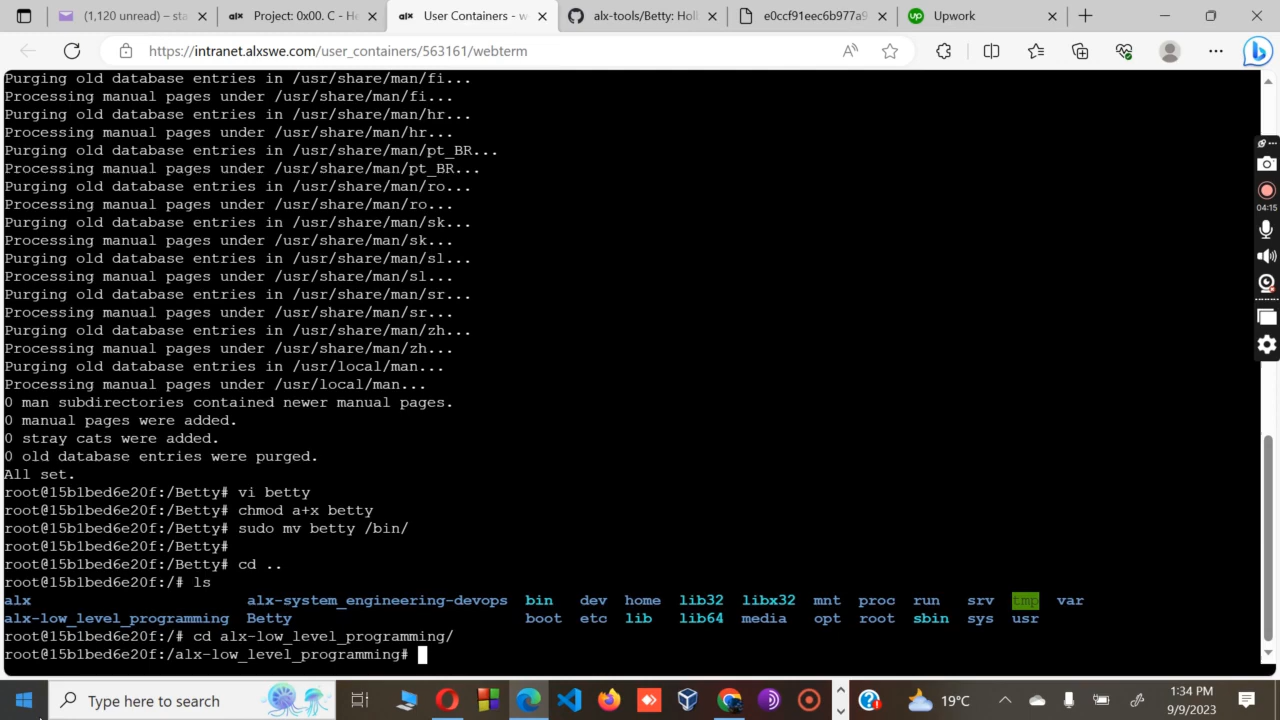 (1,120 unread) – sta
Project: 0x00. C - He
User Containers - w
alx-tools/Betty: Holl
e0ccf91eec6b977a9
Upwork
https://intranet.alxswe.com/user_containers/563161/webterm
Purging old database entries in /usr/share/man/fi...
Processing manual pages under /usr/share/man/fi...
Purging old database entries in /usr/share/man/hr...
Processing manual pages under /usr/share/man/hr...
Purging old database entries in /usr/share/man/pt_BR...
Processing manual pages under /usr/share/man/pt_BR...
Purging old database entries in /usr/share/man/ro...
Processing manual pages under /usr/share/man/ro...
Purging old database entries in /usr/share/man/sk...
Processing manual pages under /usr/share/man/sk...
Purging old database entries in /usr/share/man/sl...
Processing manual pages under /usr/share/man/sl...
Purging old database entries in /usr/share/man/sr...
Processing manual pages under /usr/share/man/sr...
Purging old database entries in /usr/share/man/zh...
Processing manual pages under /usr/share/man/zh...
Purging old database entries in /usr/local/man...
Processing manual pages under /usr/local/man...
0 man subdirectories contained newer manual pages.
0 manual pages were added.
0 stray cats were added.
0 old database entries were purged.
All set.
root@15b1bed6e20f:/Betty# vi betty
root@15b1bed6e20f:/Betty# chmod a+x betty
root@15b1bed6e20f:/Betty# sudo mv betty /bin/
root@15b1bed6e20f:/Betty#
root@15b1bed6e20f:/Betty# cd ..
root@15b1bed6e20f:/# ls
alx alx-system_engineering-devops bin dev home lib32 libx32 mnt proc run srv tmp var
alx-low_level_programming Betty boot etc lib lib64 media opt root sbin sys usr
root@15b1bed6e20f:/# cd alx-low_level_programming/
root@15b1bed6e20f:/alx-low_level_programming#
04:15
Type here to search
19°C
1:34 PM
9/9/2023